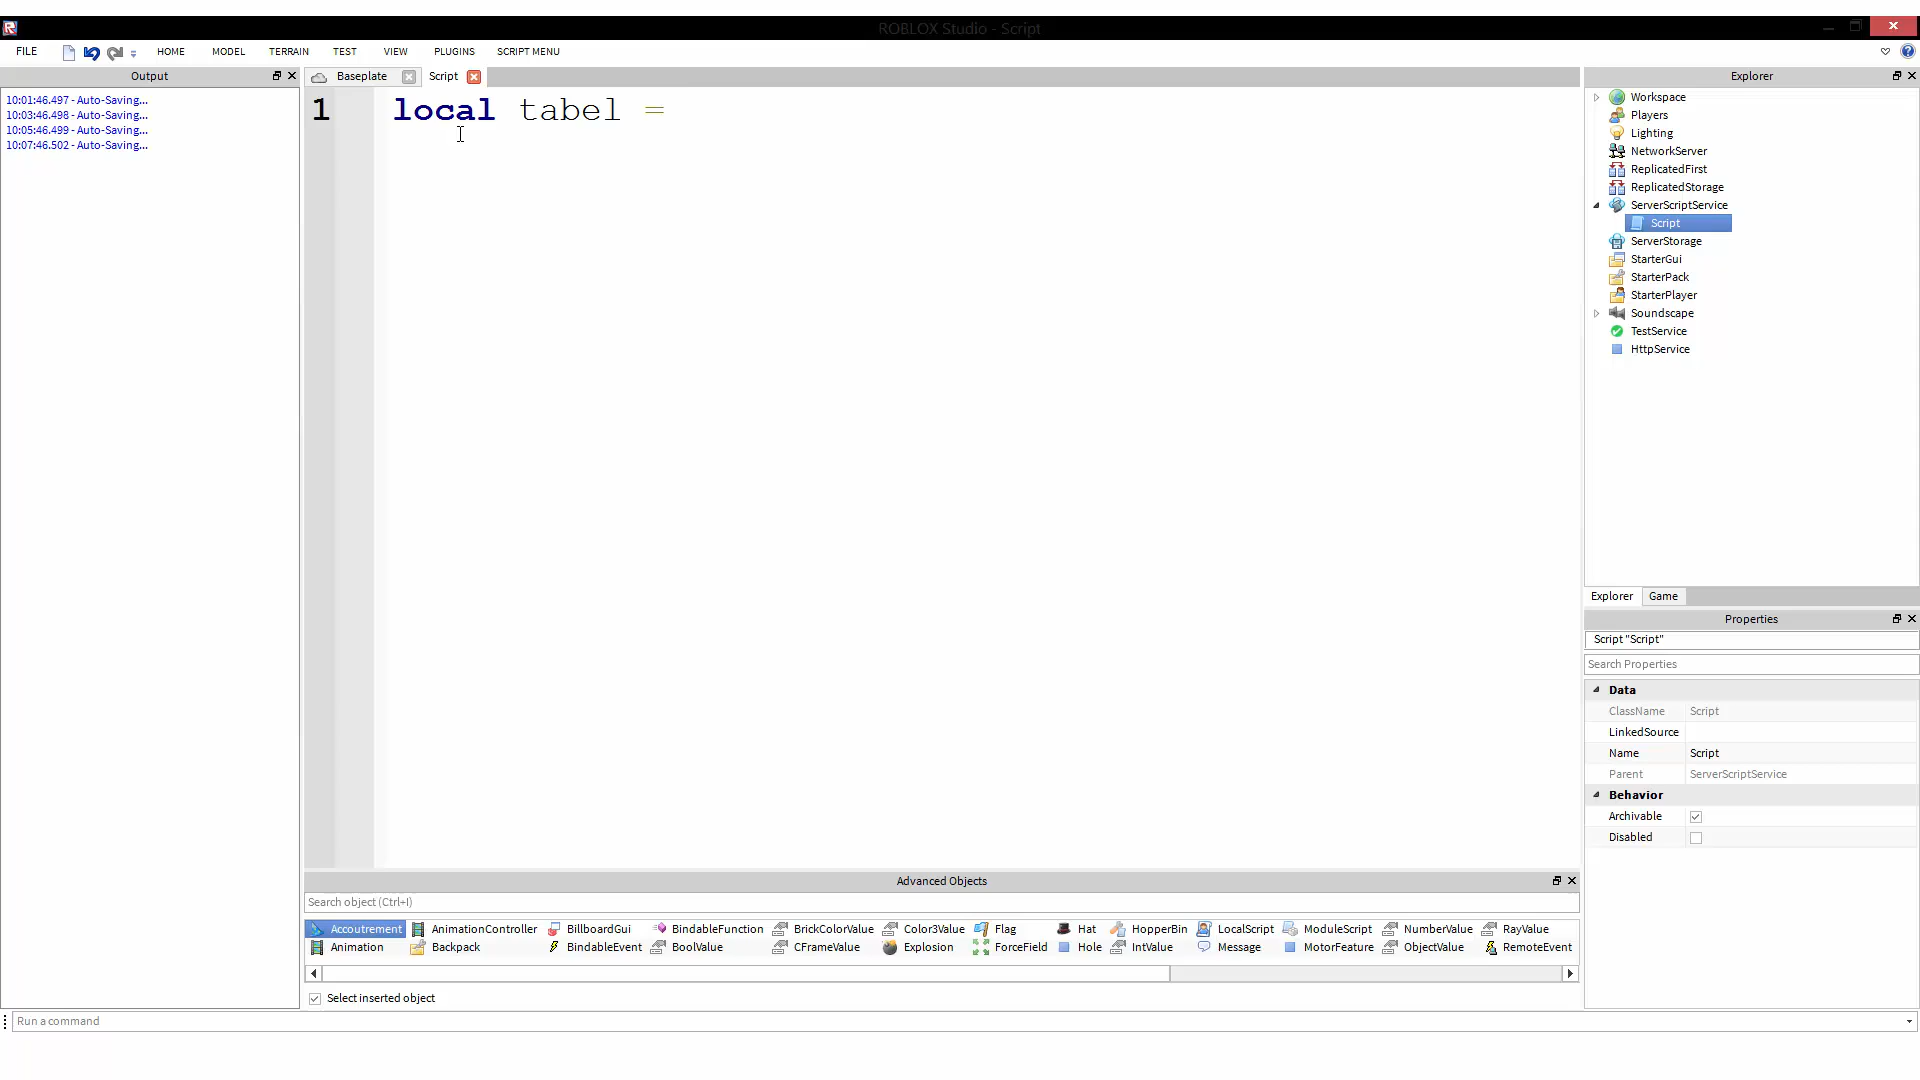 ROBLOX Studio - Script
FILE HOME MODEL TERRAIN TEST VIEW PLUGINS SCRIPT MENU
Output
10:01:46.497 - Auto-Saving...
10:03:46.498 - Auto-Saving...
10:05:46.499 - Auto-Saving...
10:07:46.502 - Auto-Saving...
Baseplate Script
1 local tabel =
Explorer
Workspace
Players
Lighting
NetworkServer
ReplicatedFirst
ReplicatedStorage
ServerScriptService
Script
ServerStorage
StarterGui
StarterPack
StarterPlayer
Soundscape
TestService
HttpService
Explorer Game
Properties
Script "Script"
Search Properties
Data
ClassName Script
LinkedSource
Name Script
Parent ServerScriptService
Behavior
Archivable
Disabled
Advanced Objects
Search object (Ctrl+I)
Accoutrement AnimationController BillboardGui BindableFunction BrickColorValue Color3Value Flag Hat HopperBin LocalScript ModuleScript NumberValue RayValue
Animation Backpack BindableEvent BoolValue CFrameValue Explosion ForceField Hole IntValue Message MotorFeature ObjectValue RemoteEvent
Select inserted object
Run a command